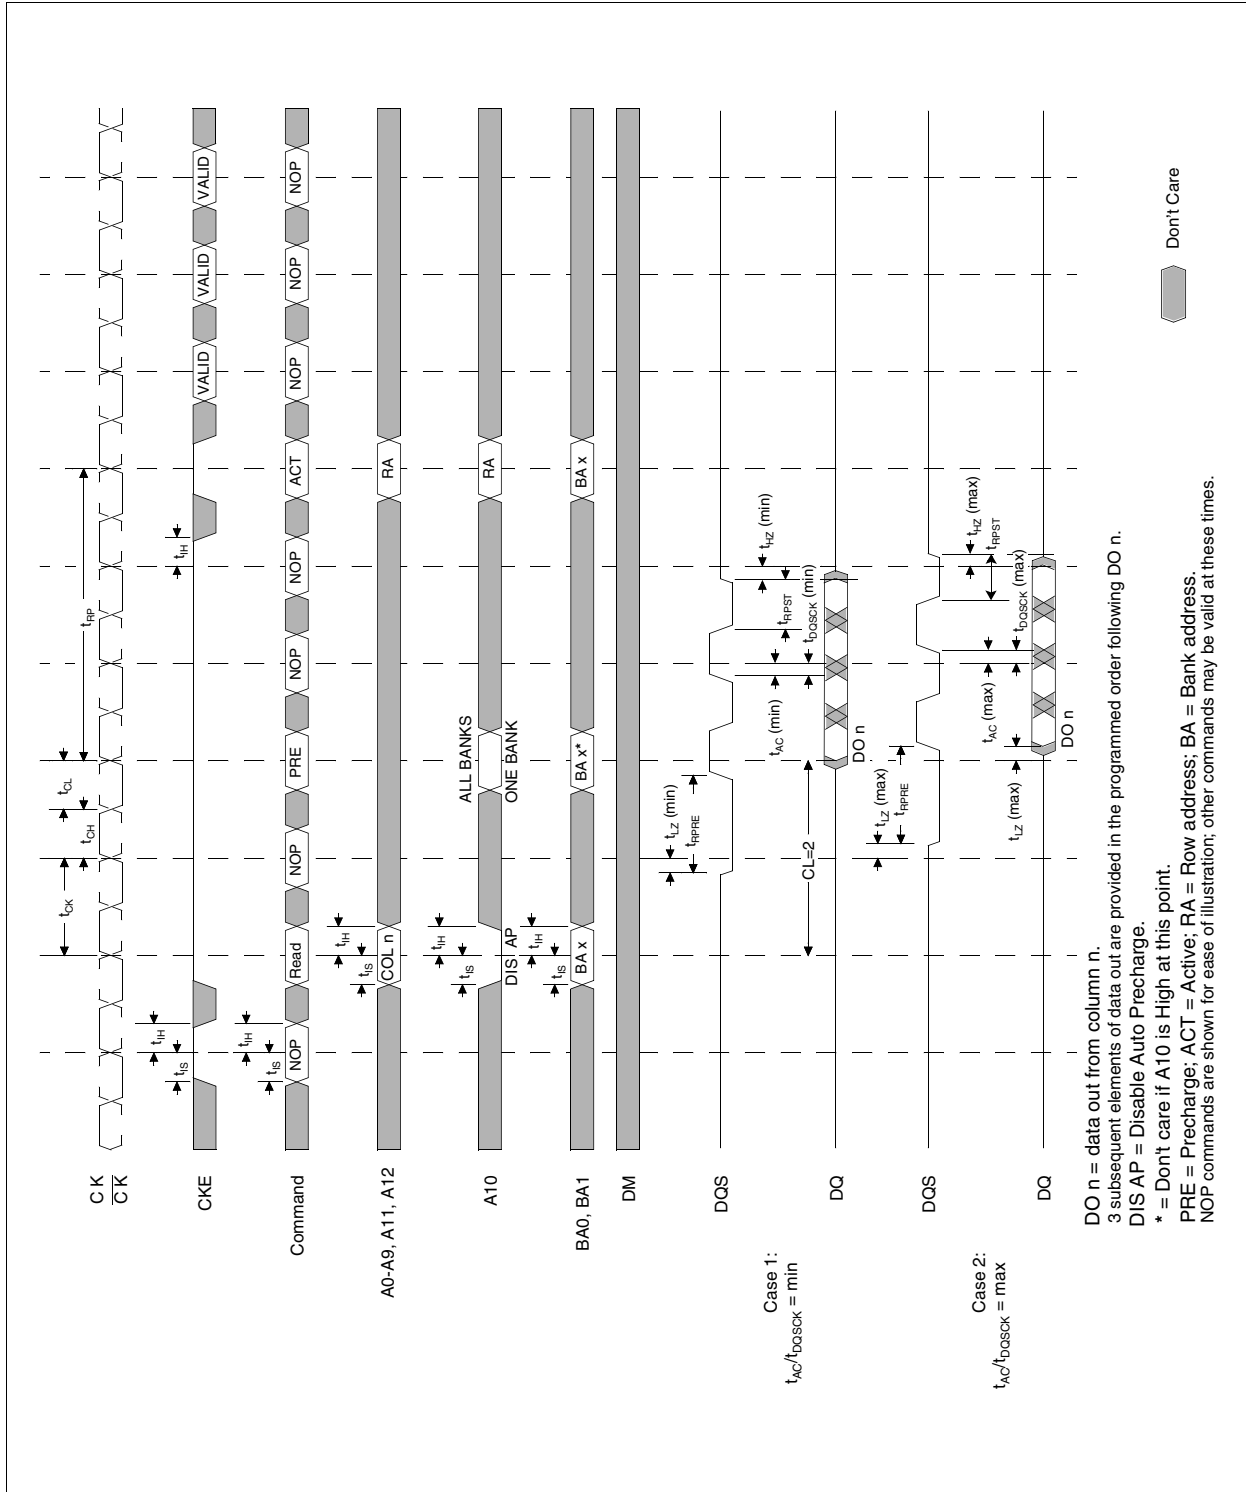 CK
CK
tCK
tCH
tCL
tRP
CKE
tIS
tIH
tIH
VALID
VALID
VALID
Command
tIS
tIH
NOP
Read
NOP
PRE
NOP
NOP
ACT
NOP
NOP
NOP
A0-A9, A11, A12
tIS
tIH
COL n
RA
A10
tIS
tIH
DIS AP
ALL BANKS
ONE BANK
RA
BA0, BA1
tIS
tIH
BA x
BA x*
BA x
DM
Case 1:
tAC/tDQSCK = min
DQS
tLZ (min)
tRPRE
tAC (min)
tRPST
tDQSCK (min)
tHZ (min)
DQ
CL=2
DO n
Case 2:
tAC/tDQSCK = max
DQS
tLZ (max)
tRPRE
tAC (max)
tDQSCK (max)
tHZ (max)
tRPST
DQ
tLZ (max)
DO n
DO n = data out from column n.
3 subsequent elements of data out are provided in the programmed order following DO n.
DIS AP = Disable Auto Precharge.
* = Don't care if A10 is High at this point.
PRE = Precharge; ACT = Active; RA = Row address; BA = Bank address.
NOP commands are shown for ease of illustration; other commands may be valid at these times.
Don't Care